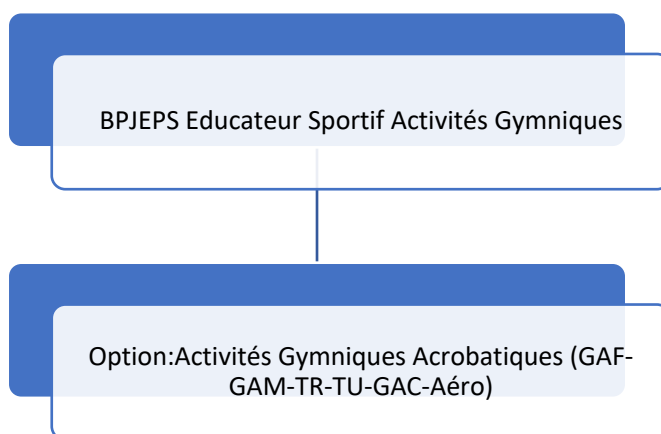 BPJEPS Educateur Sportif Activités Gymniques
Option:Activités Gymniques Acrobatiques (GAF-
GAM-TR-TU-GAC-Aéro)